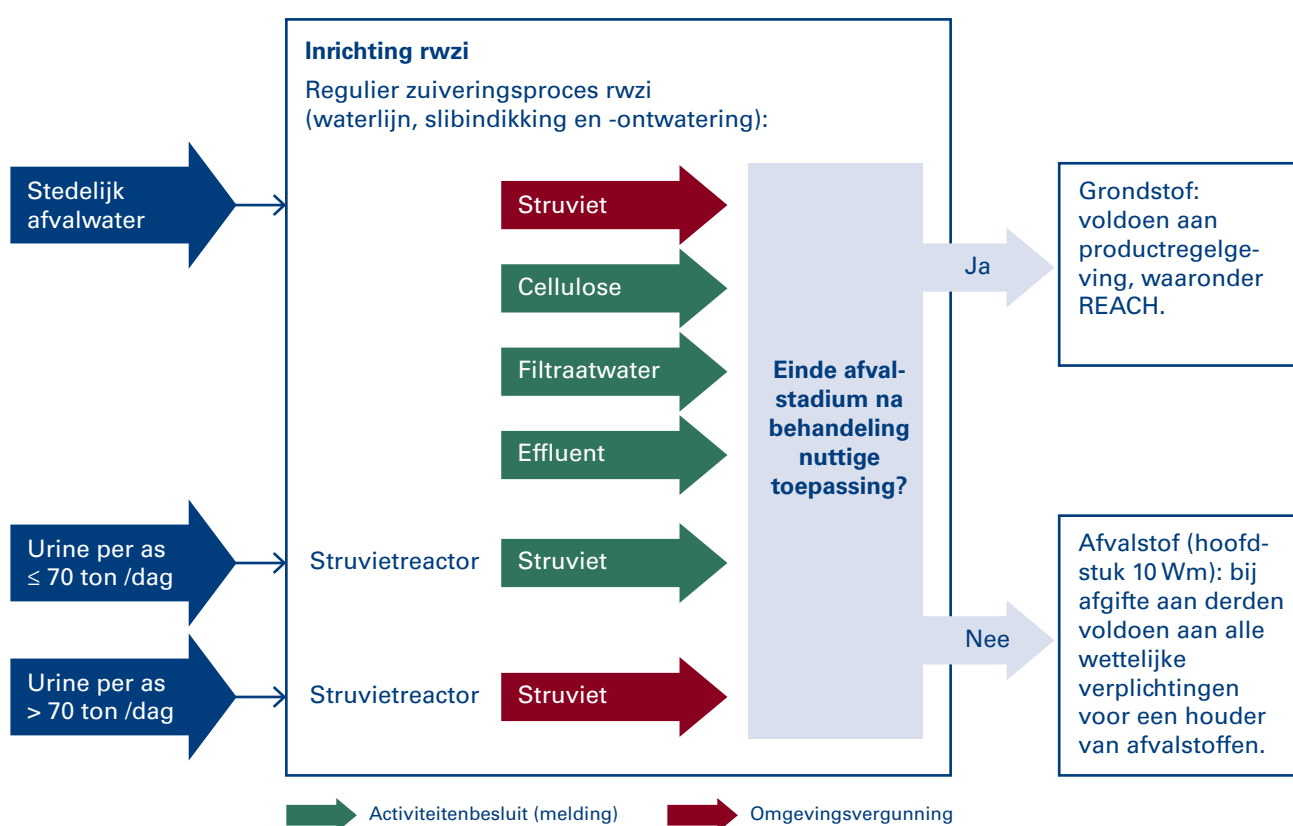 Inrichting rwzi
Regulier zuiveringsproces rwzi
(waterlijn, slibindikking en -ontwatering):
Stedelijk
afvalwater
Struviet
Cellulose
Filtraatwater
Effluent
Urine per as
≤ 70 ton /dag
Struvietreactor
Struviet
Urine per as
> 70 ton /dag
Struvietreactor
Struviet
Einde afval-
stadium na
behandeling
nuttige
toepassing?
Ja
Grondstof:
voldoen aan
productregelge-
ving, waaronder
REACH.
Nee
Afvalstof (hoofd-
stuk 10 Wm): bij
afgifte aan derden
voldoen aan alle
wettelijke
verplichtingen
voor een houder
van afvalstoffen.
Activiteitenbesluit (melding)
Omgevingsvergunning